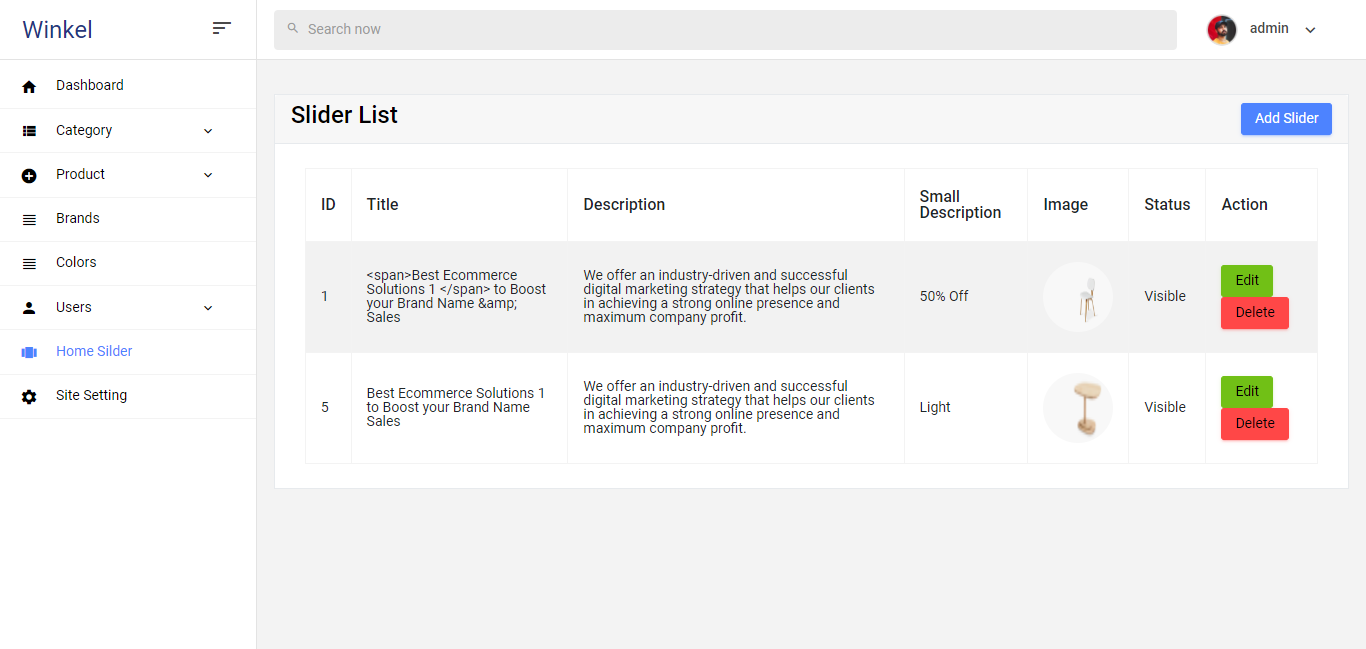 Winkel
Search now
admin
Dashboard
Category
Product
Brands
Colors
Users
Home Silder
Site Setting
Slider List
Add Slider
ID
Title
Description
Small
Description
Image
Status
Action
1
<span>Best Ecommerce
Solutions 1 </span> to Boost
your Brand Name &amp;
Sales
We offer an industry-driven and successful
digital marketing strategy that helps our clients
in achieving a strong online presence and
maximum company profit.
50% Off
Visible
Edit
Delete
5
Best Ecommerce Solutions 1
to Boost your Brand Name
Sales
We offer an industry-driven and successful
digital marketing strategy that helps our clients
in achieving a strong online presence and
maximum company profit.
Light
Visible
Edit
Delete